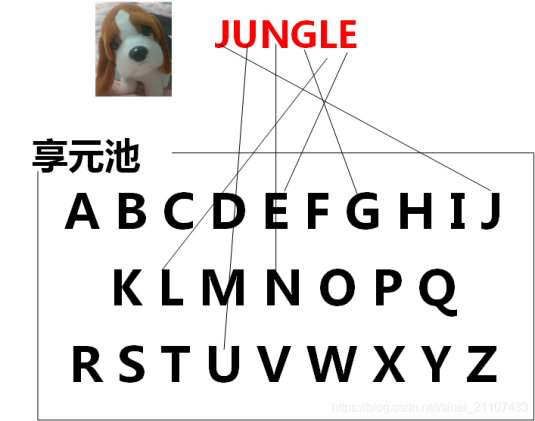 JUNGLE
享元池
A B C D E F G H I J
K L M N O P Q
R S T U V W X Y Z
https://blog.csdn.net/sinat_21107433